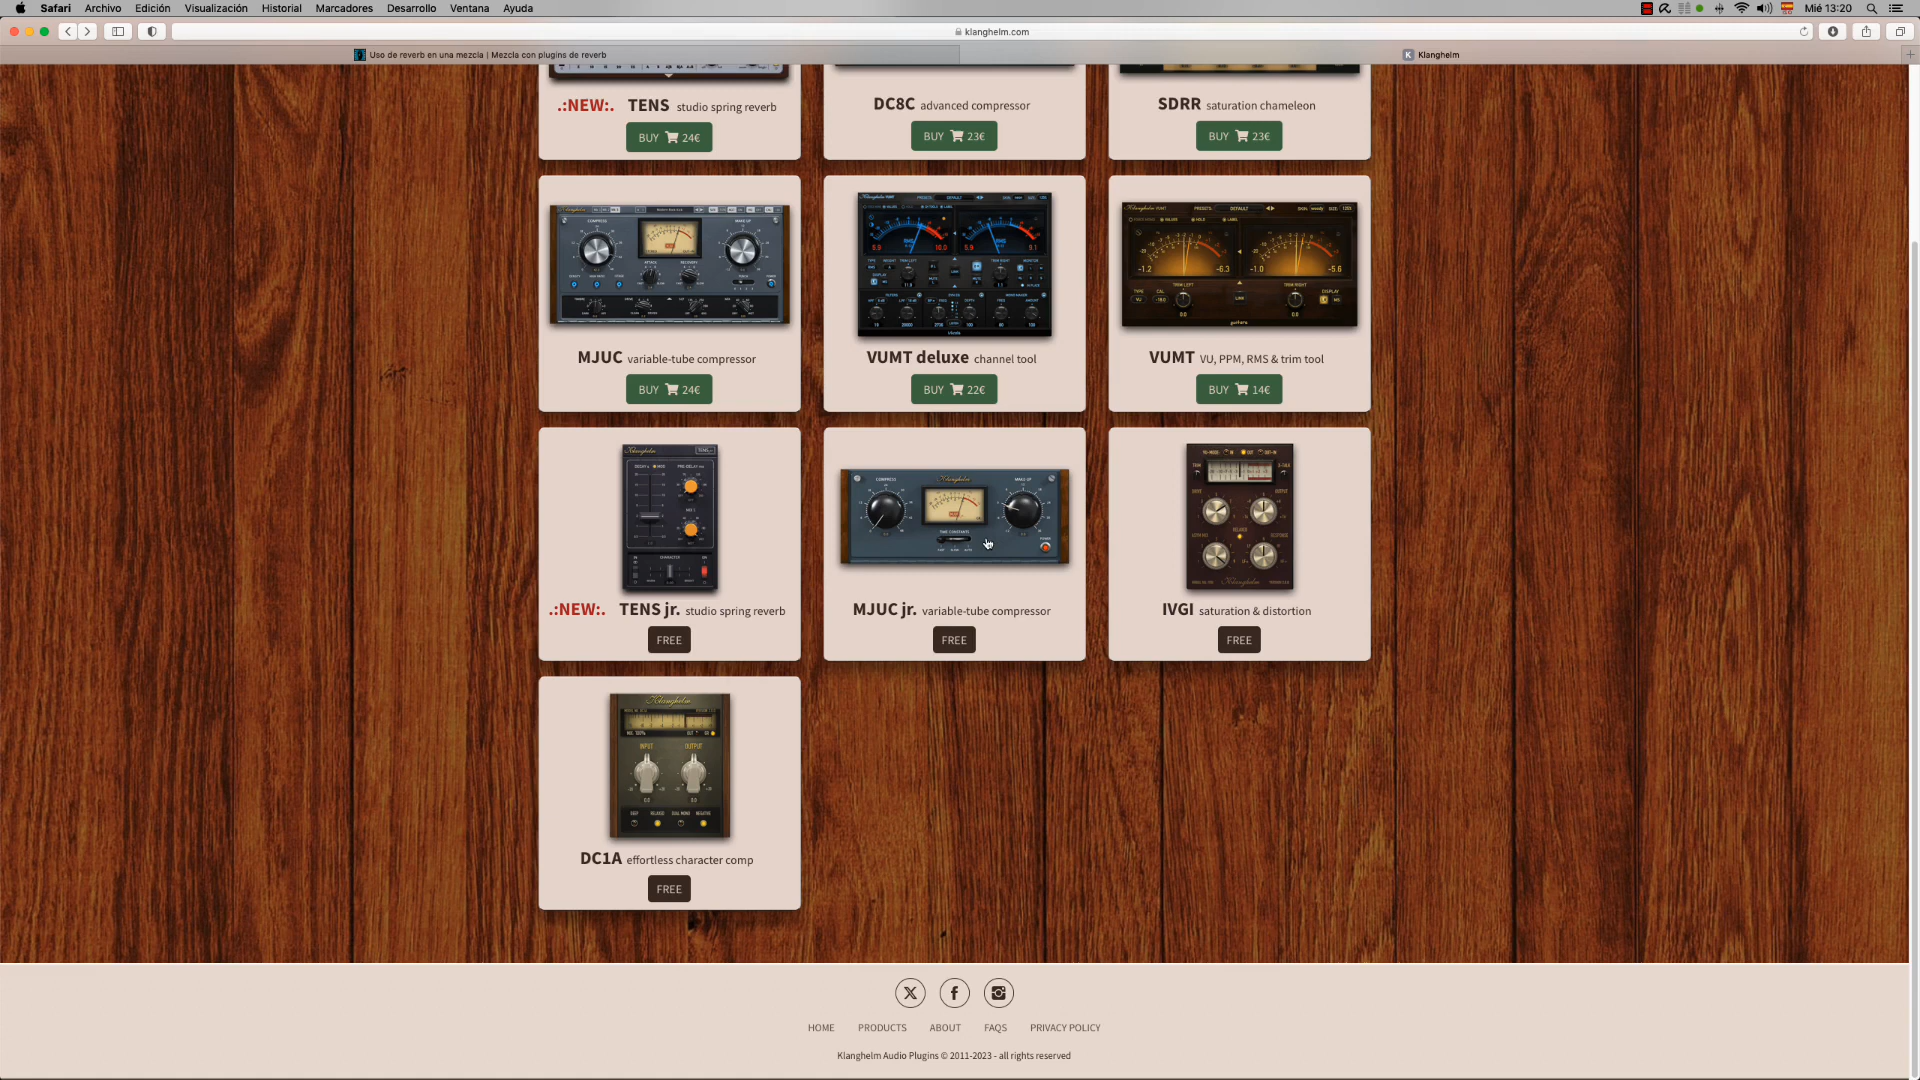 Safari Archivo Edición Visualización Historial Marcadores Desarrollo Ventana Ayuda
Mié 13:20
klanghelm.com
Uso de reverb en una mezcla | Mezcla con plugins de reverb
K Klanghelm
.:NEW:. TENS studio spring reverb
BUY 24€
DC8C advanced compressor
BUY 23€
SDRR saturation chameleon
BUY 23€
MJUC variable-tube compressor
BUY 24€
VUMT deluxe channel tool
BUY 22€
VUMT VU, PPM, RMS & trim tool
BUY 14€
.:NEW:. TENS jr. studio spring reverb
FREE
MJUC jr. variable-tube compressor
FREE
IVGI saturation & distortion
FREE
Klanghelm
INPUT OUTPUT
DC1A effortless character comp
FREE
HOME PRODUCTS ABOUT FAQS PRIVACY POLICY
Klanghelm Audio Plugins © 2011-2023 - all rights reserved